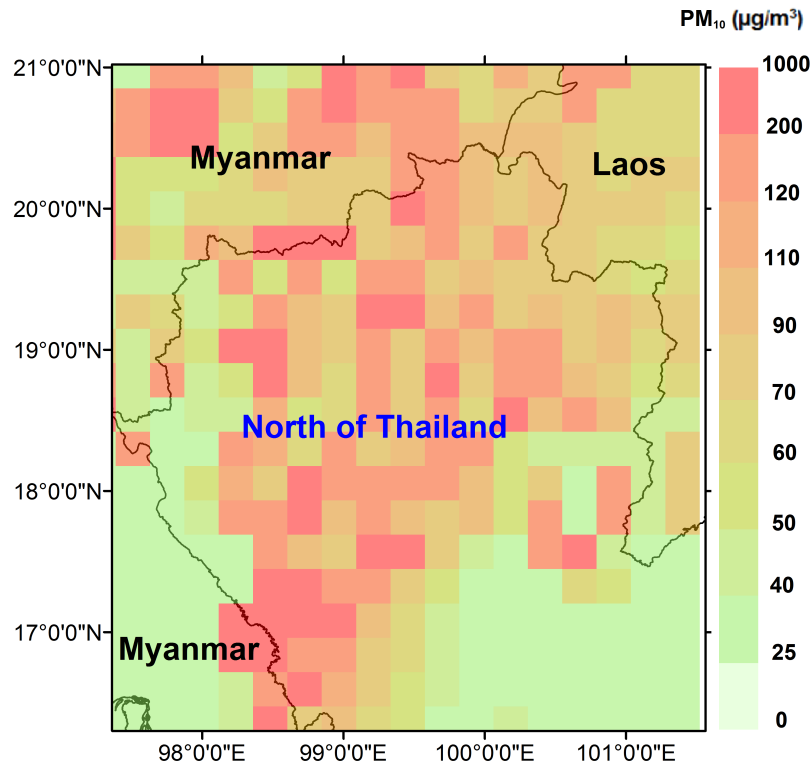 PM₁₀ (µg/m³)
21°0'0"N
1000
200
Myanmar
Laos
120
20°0'0"N
110
90
19°0'0"N
70
North of Thailand
60
18°0'0"N
50
40
17°0'0"N
Myanmar
25
0
98°0'0"E
99°0'0"E
100°0'0"E
101°0'0"E